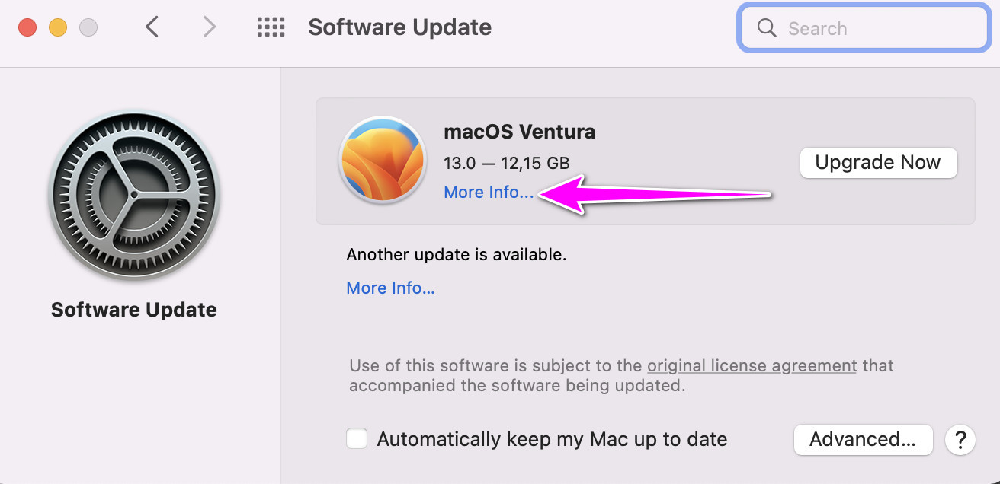 Software Update
Search
macOS Ventura
13.0 — 12,15 GB
Upgrade Now
More Info...
Another update is available.
More Info...
Software Update
Use of this software is subject to the original license agreement that
accompanied the software being updated.
Automatically keep my Mac up to date
Advanced...
?